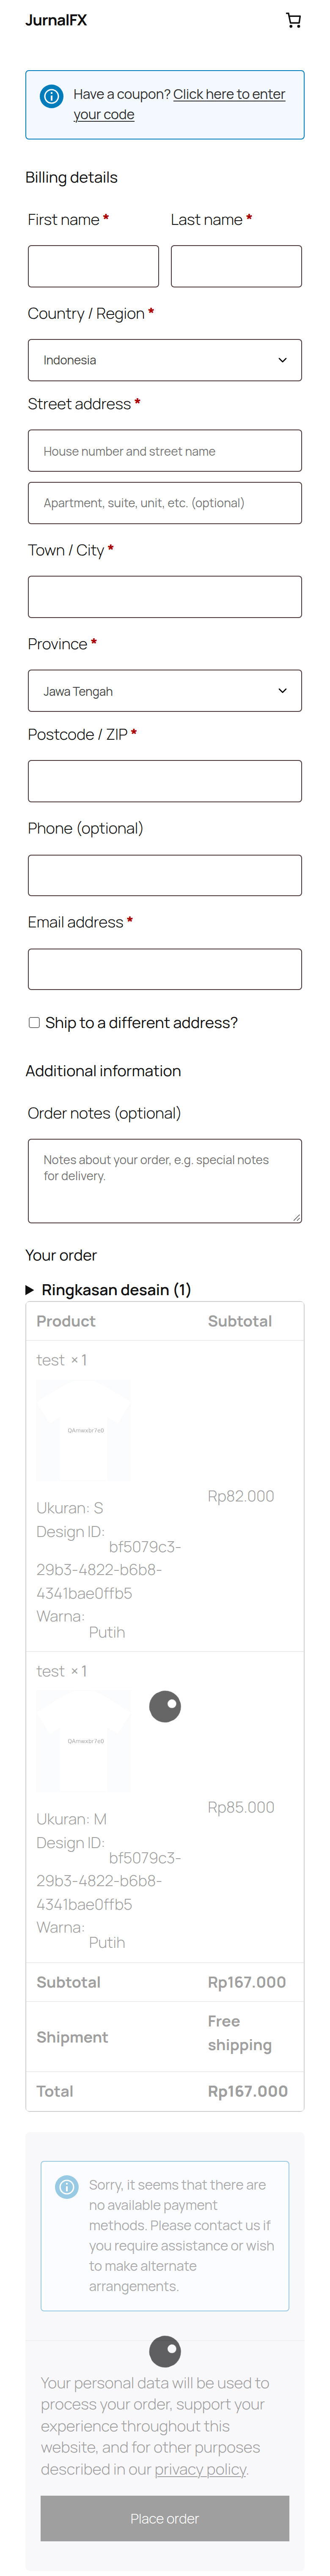 JurnalFX
Have a coupon? Click here to enter
your code
Billing details
First name *
Last name *
Country / Region *
Indonesia
Street address *
House number and street name
Apartment, suite, unit, etc. (optional)
Town / City *
Province *
Jawa Tengah
Postcode / ZIP *
Phone (optional)
Email address *
Ship to a different address?
Additional information
Order notes (optional)
Notes about your order, e.g. special notes
for delivery.
Your order
Ringkasan desain (1)
Product Subtotal
test × 1
Rp82.000
Ukuran: S
Design ID:
bf5079c3-
29b3-4822-b6b8-
4341bae0ffb5
Warna:
Putih
test × 1
Rp85.000
Ukuran: M
Design ID:
bf5079c3-
29b3-4822-b6b8-
4341bae0ffb5
Warna:
Putih
Subtotal Rp167.000
Shipment Free
shipping
Total Rp167.000
Sorry, it seems that there are
no available payment
methods. Please contact us if
you require assistance or wish
to make alternate
arrangements.
Your personal data will be used to
process your order, support your
experience throughout this
website, and for other purposes
described in our privacy policy.
Place order